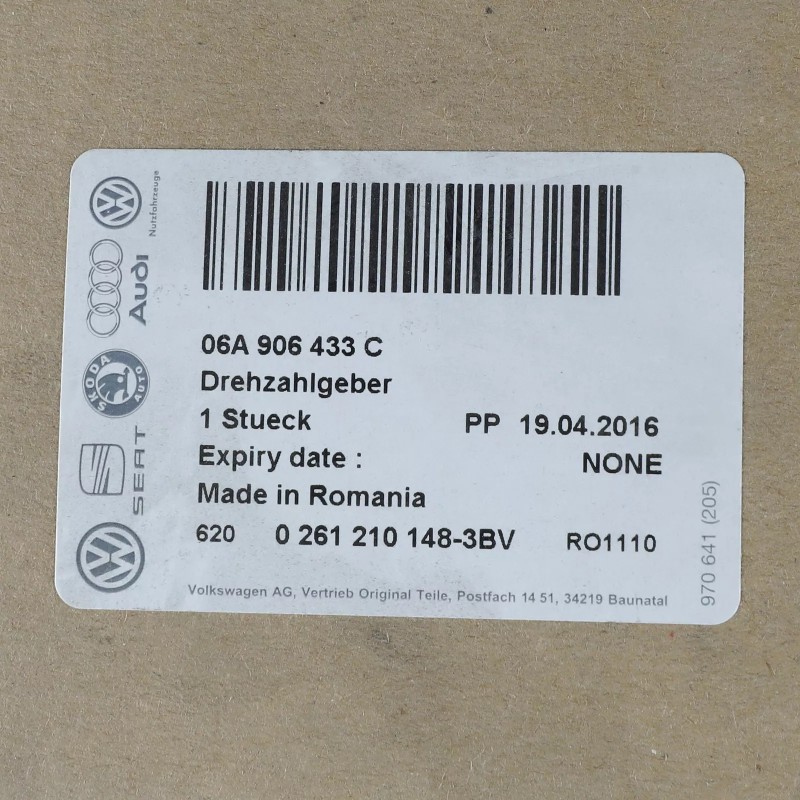 06A 906 433 C
Drehzahlgeber
1 Stueck PP 19.04.2016
Expiry date : NONE
Made in Romania
620 0 261 210 148-3BV RO1110
Volkswagen AG, Vertrieb Original Teile, Postfach 14 51, 34219 Baunatal
970 641 (205)
Nutzfahrzeuge
Audi
SKODA
AUTO
SEAT